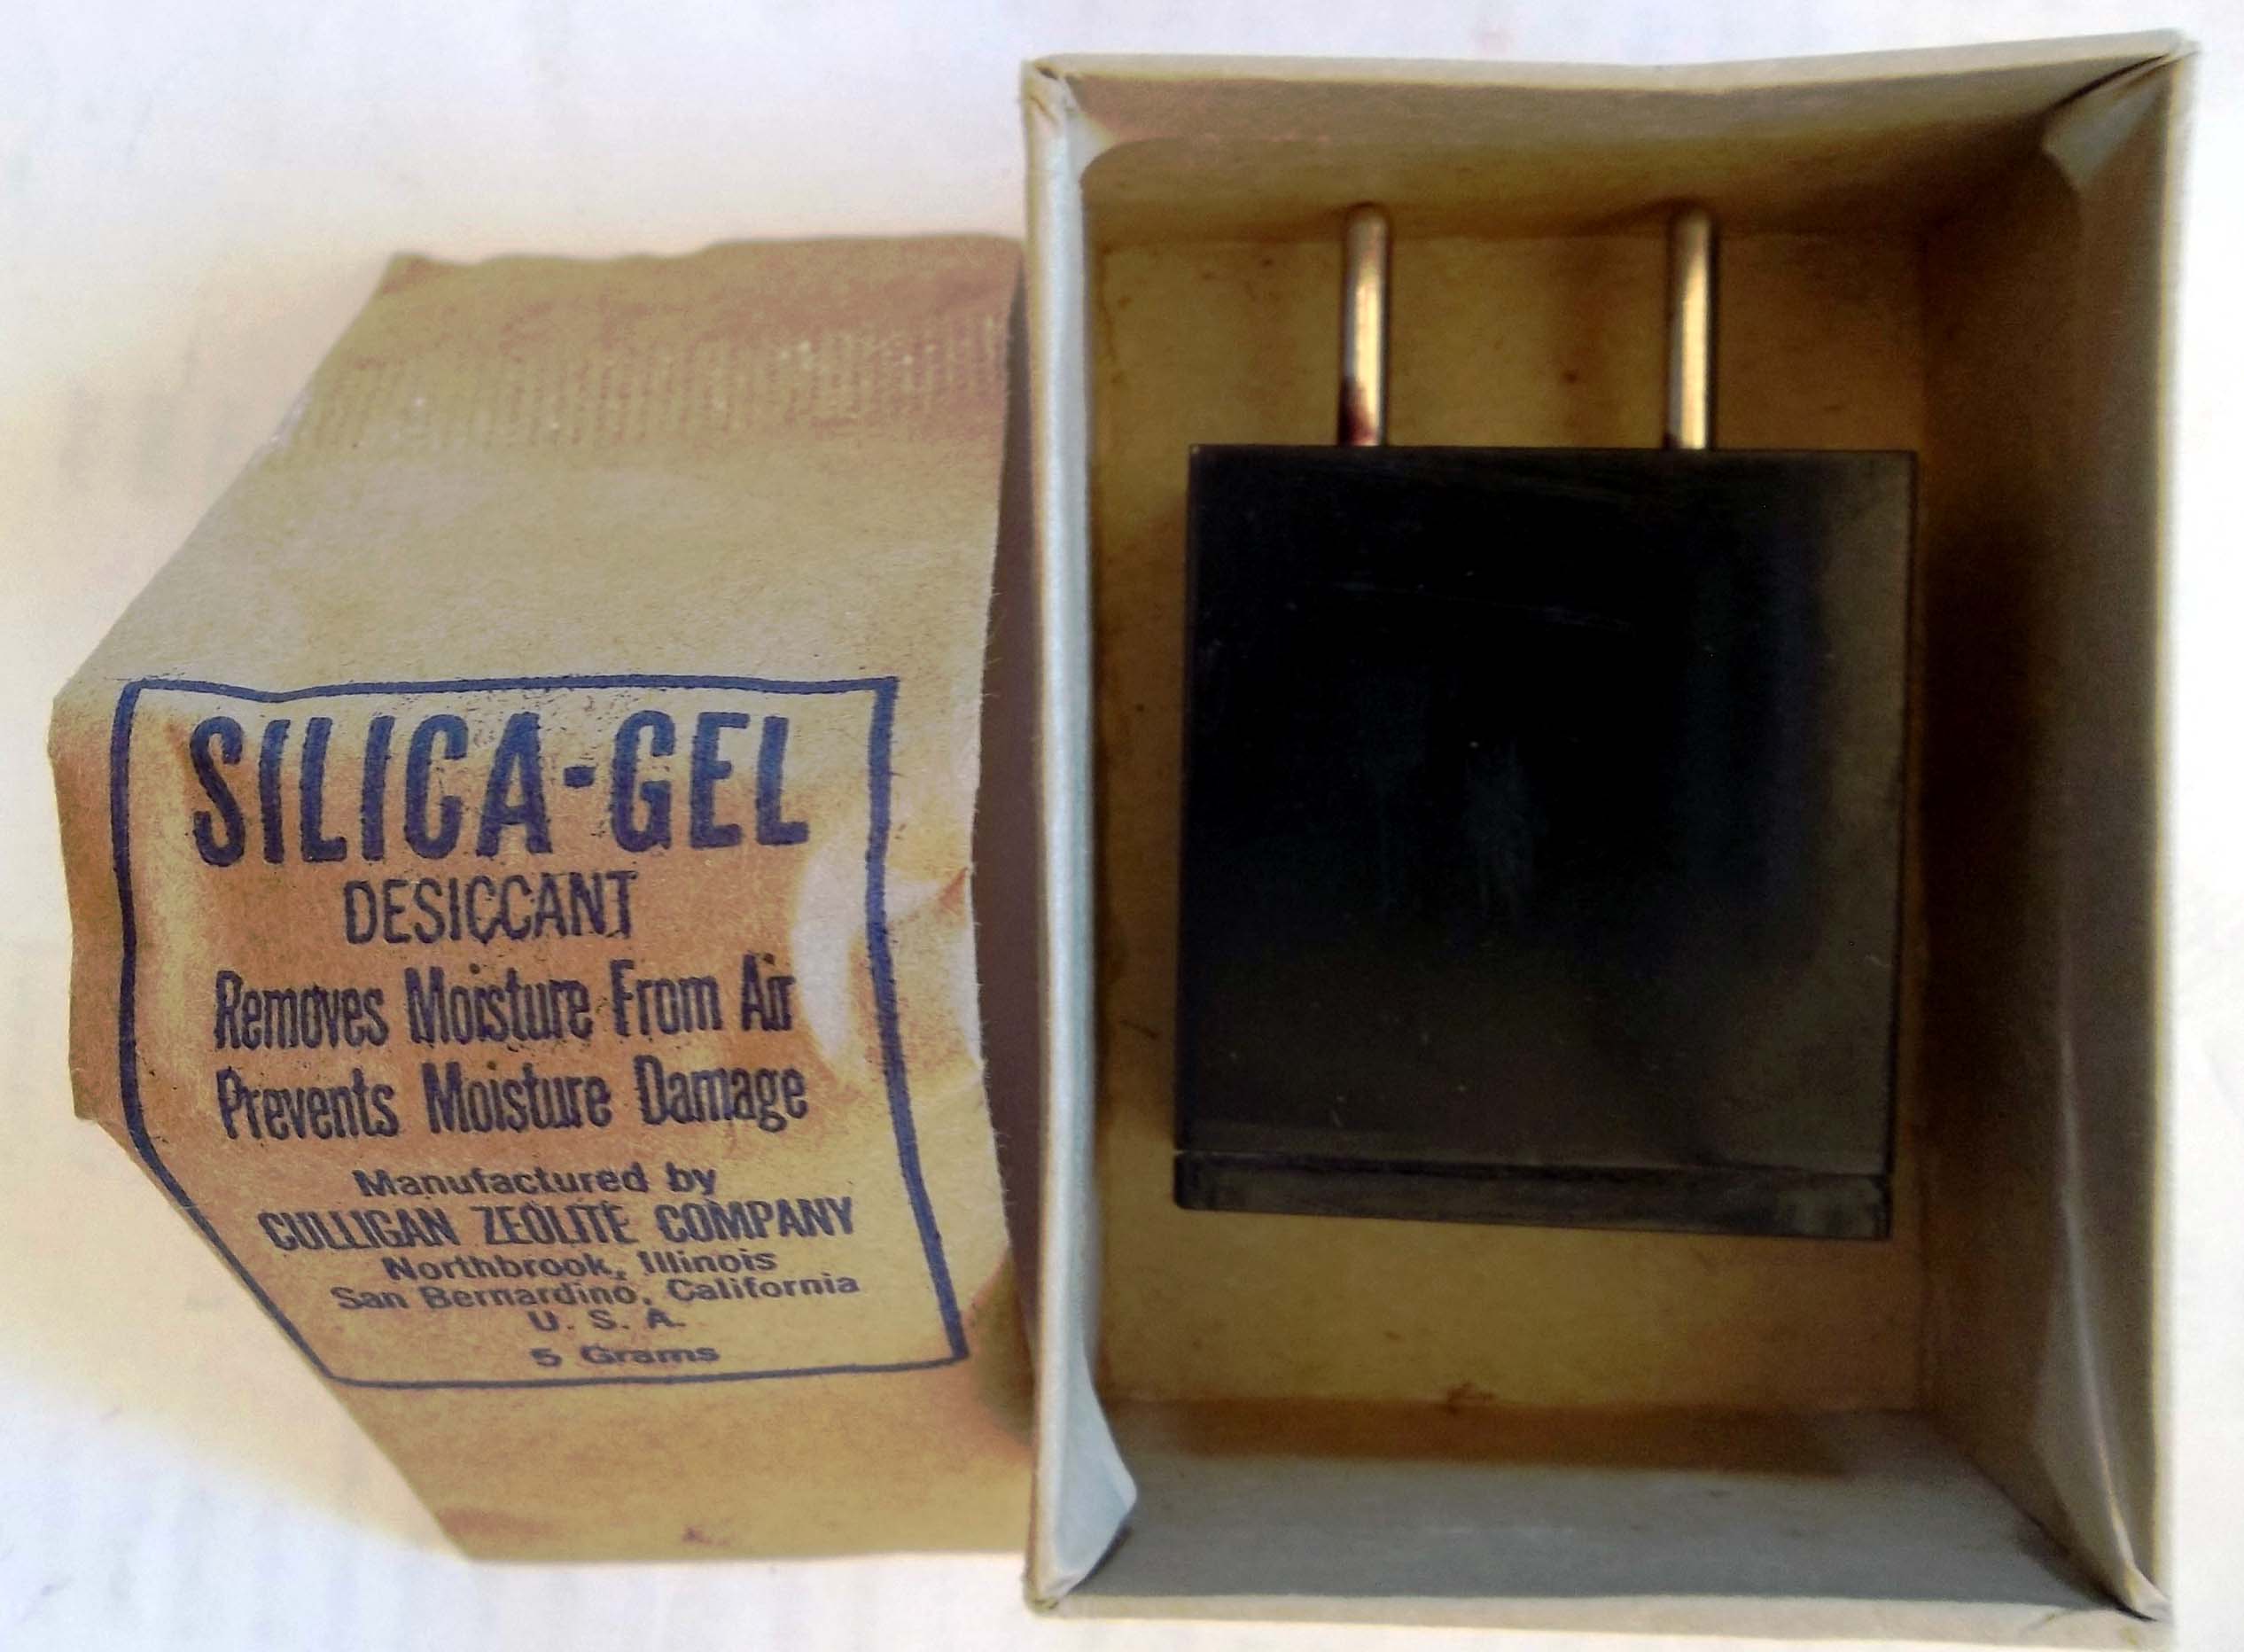 SILICA-GEL
DESICCANT
Removes Moisture From Air
Prevents Moisture Damage
Manufactured by
CULLIGAN ZEOLITE COMPANY
Northbrook, Illinois
San Bernardino, California
U. S. A.
5 Grams